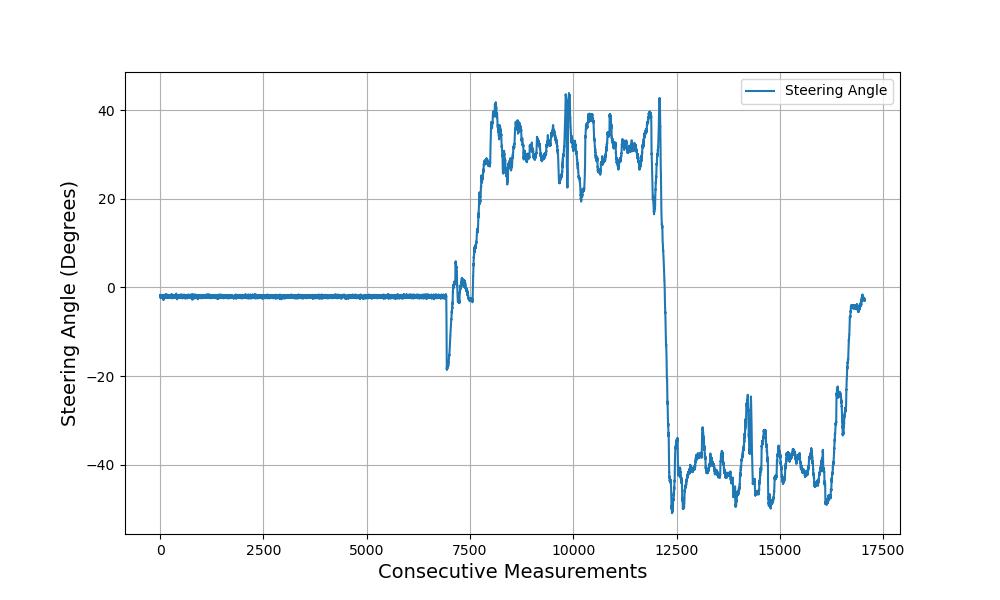 Steering Angle
40
20
0
−20
−40
Steering Angle (Degrees)
0 2500 5000 7500 10000 12500 15000 17500
Consecutive Measurements